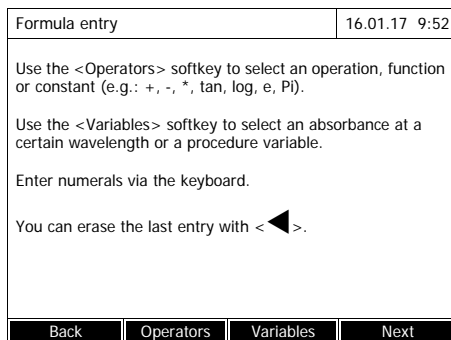 Formula entry 16.01.17 9:52
Use the <Operators> softkey to select an operation, function
or constant (e.g.: +, -, *, tan, log, e, Pi).
Use the <Variables> softkey to select an absorbance at a
certain wavelength or a procedure variable.
Enter numerals via the keyboard.
You can erase the last entry with <◀>.
Back Operators Variables Next